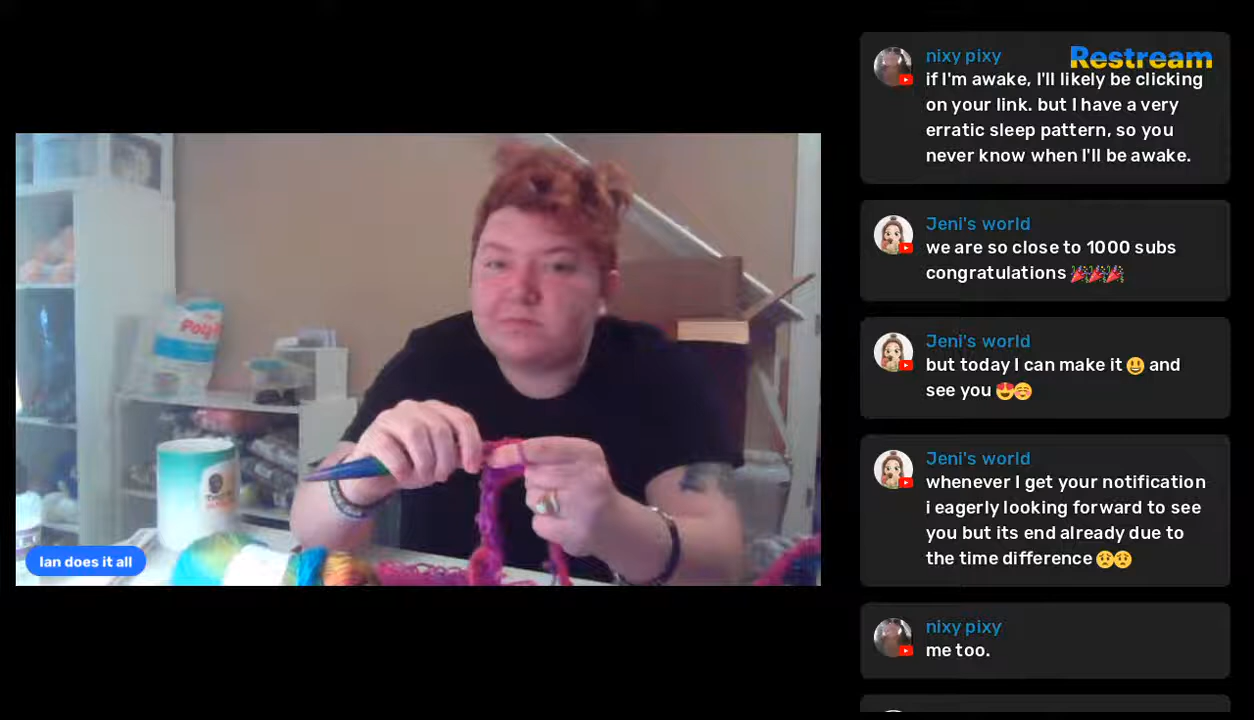 Restream
nixy pixy
if I'm awake, I'll likely be clicking
on your link. but I have a very
erratic sleep pattern, so you
never know when I'll be awake.
Jeni's world
we are so close to 1000 subs
congratulations 🎉🎉🎉
Jeni's world
but today I can make it 😃 and
see you 😍☺️
Jeni's world
whenever I get your notification
i eagerly looking forward to see
you but its end already due to
the time difference 😟😟
nixy pixy
me too.
Ian does it all